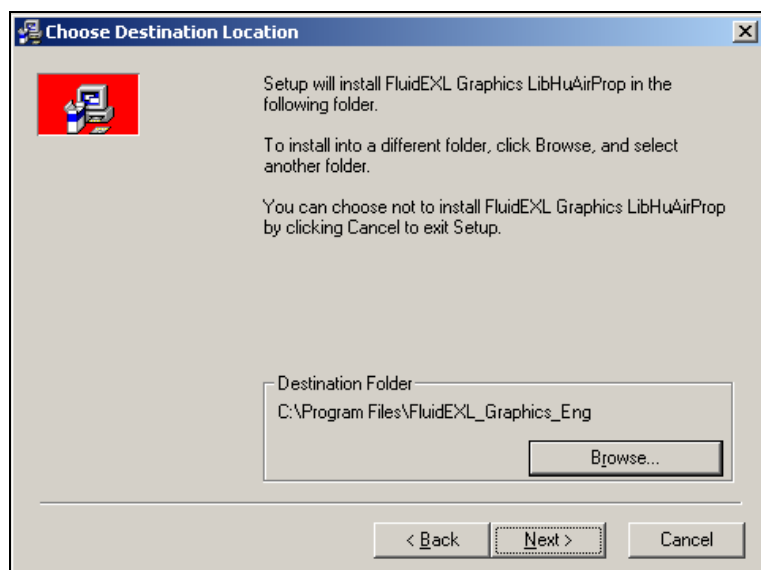 Choose Destination Location
Setup will install FluidEXL Graphics LibHuAirProp in the
following folder.
To install into a different folder, click Browse, and select
another folder.
You can choose not to install FluidEXL Graphics LibHuAirProp
by clicking Cancel to exit Setup.
Destination Folder
C:\Program Files\FluidEXL_Graphics_Eng
Browse...
< Back
Next >
Cancel